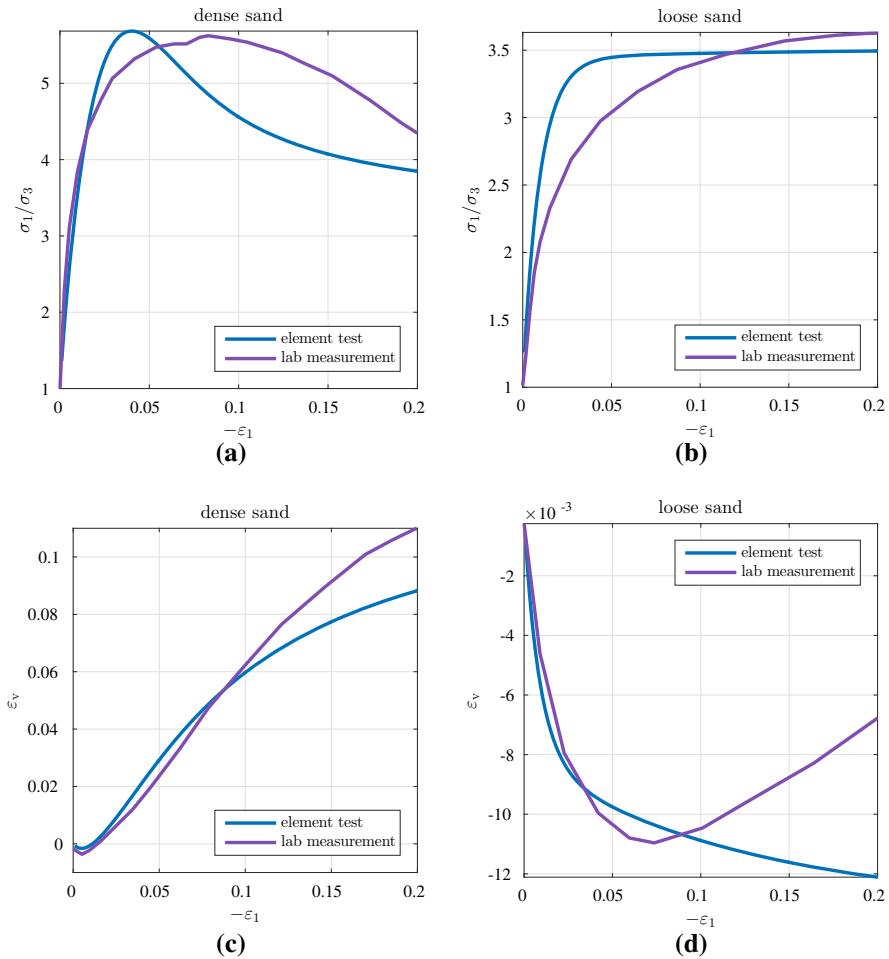 dense sand
σ1/σ3
5
4
5
2
1
0
0.05
0.1
0.15
0.2
−ε1
element test
lab measurement
(a)
loose sand
σ1/σ3
3.5
3
2.5
2
1.5
1
0
0.05
0.1
0.15
0.2
−ε1
element test
lab measurement
(b)
dense sand
εv
0.1
0.08
0.06
0.04
0.02
0
0
0.05
0.1
0.15
0.2
−ε1
element test
lab measurement
(c)
loose sand
×10 -3
εv
-2
-4
-6
-8
-10
-12
0
0.05
0.1
0.15
0.2
−ε1
element test
lab measurement
(d)